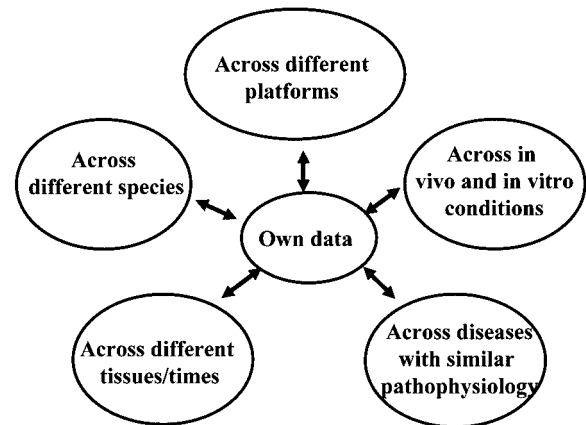 Across different
platforms
Across
different species
Across in
vivo and in vitro
conditions
Own data
Across different
tissues/times
Across diseases
with similar
pathophysiology